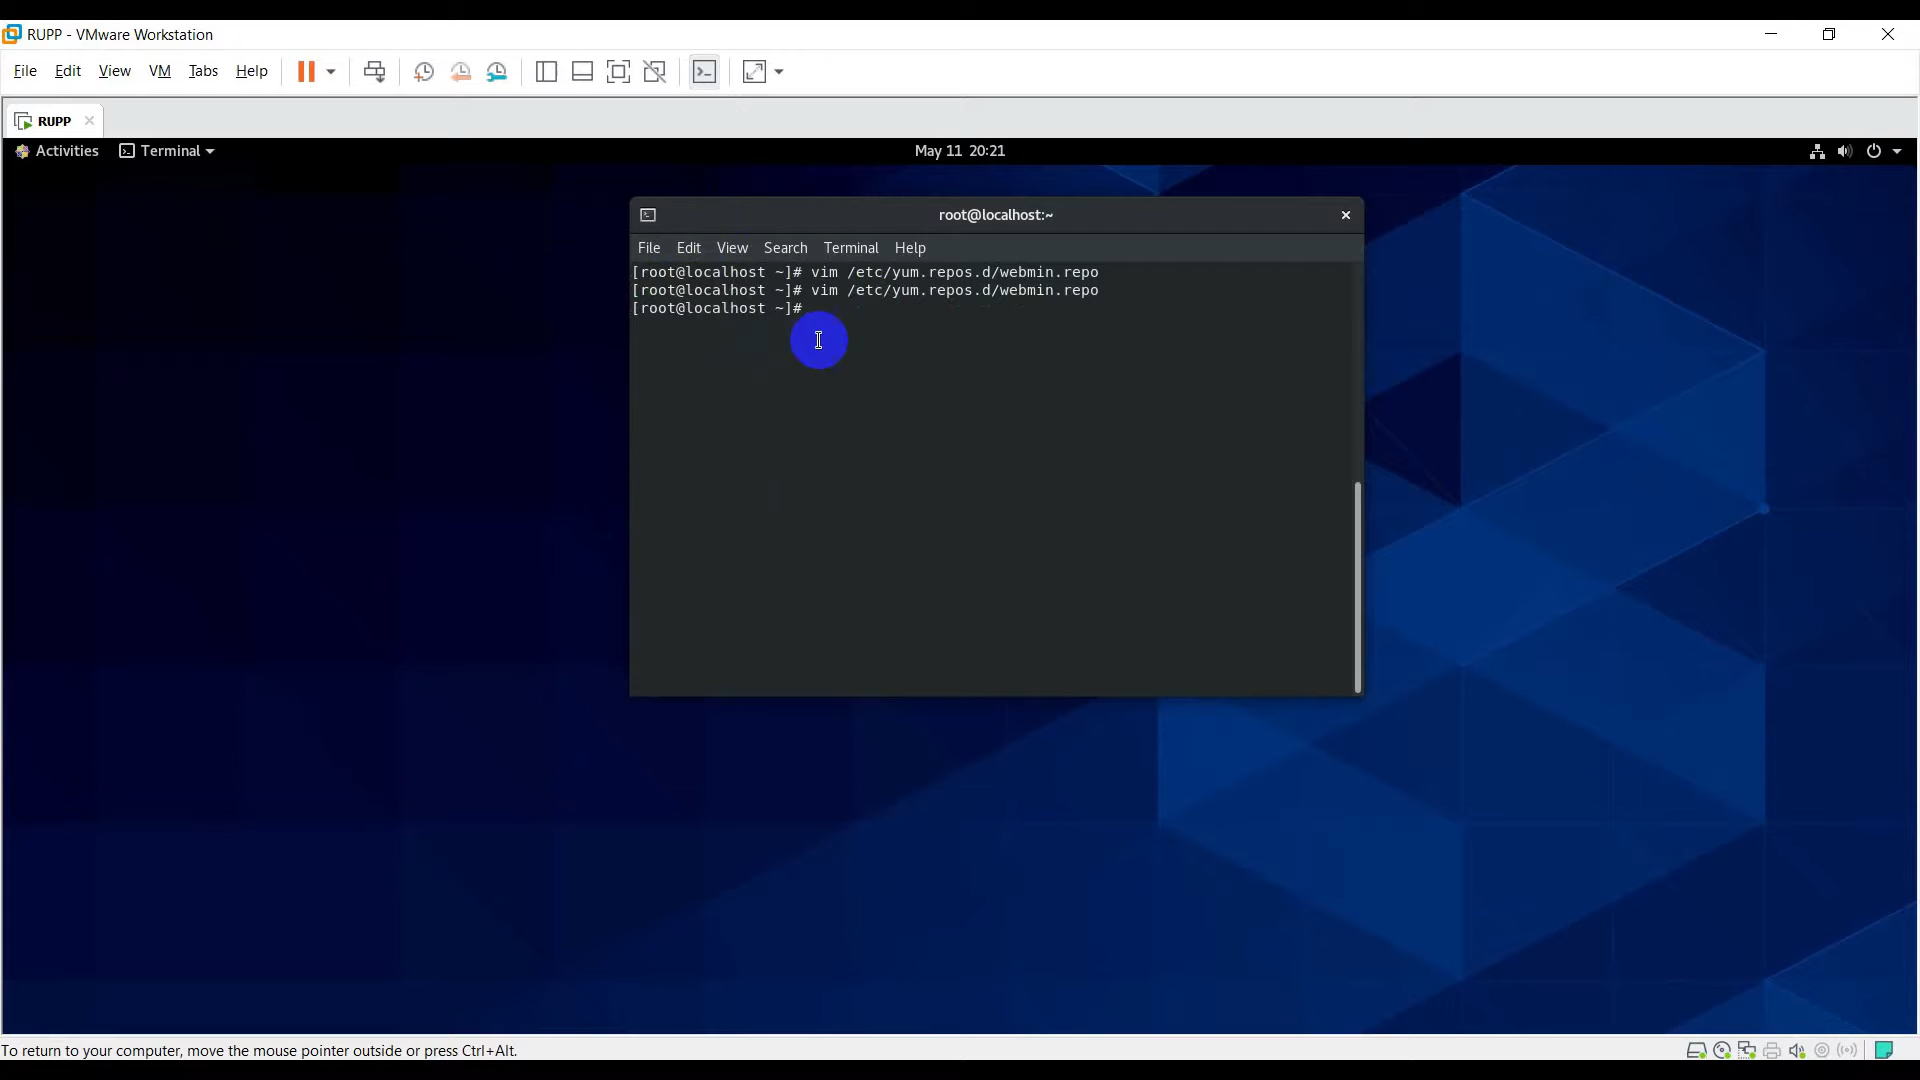 RUPP - VMware Workstation
File Edit View VM Tabs Help
RUPP
Activities Terminal May 11 20:21
root@localhost:~
File Edit View Search Terminal Help
[root@localhost ~]# vim /etc/yum.repos.d/webmin.repo
[root@localhost ~]# vim /etc/yum.repos.d/webmin.repo
[root@localhost ~]#
To return to your computer, move the mouse pointer outside or press Ctrl+Alt.